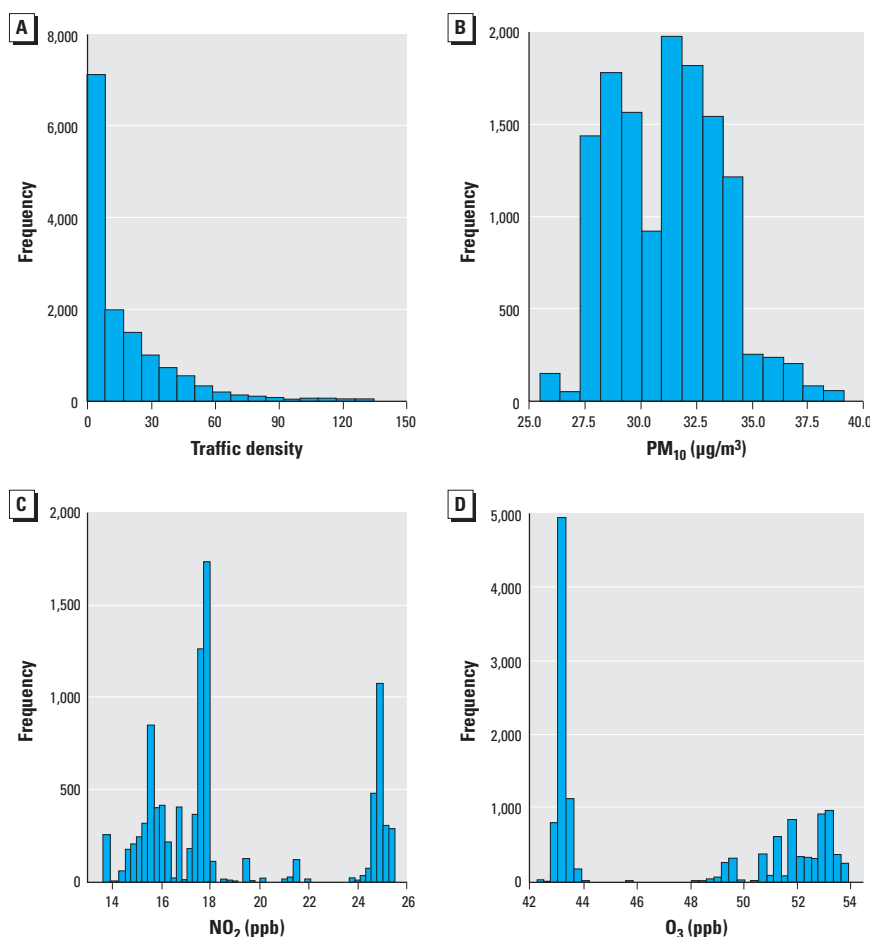 A
8,000
6,000
4,000
2,000
0
Frequency
0 30 60 90 120 150
Traffic density
B
2,000
1,500
1,000
500
0
Frequency
25.0 27.5 30.0 32.5 35.0 37.5 40.0
PM10 (µg/m³)
C
2,000
1,500
1,000
500
0
Frequency
14 16 18 20 22 24 26
NO2 (ppb)
D
5,000
4,000
3,000
2,000
1,000
0
Frequency
42 44 46 48 50 52 54
O3 (ppb)